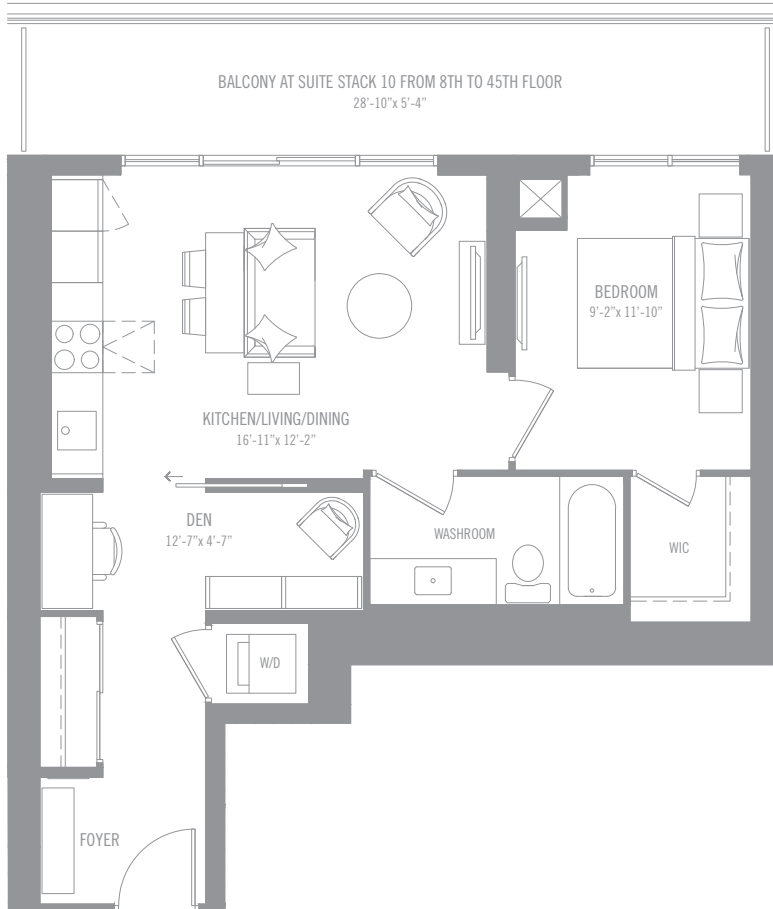 BALCONY AT SUITE STACK 10 FROM 8TH TO 45TH FLOOR
28'-10"x 5'-4"
BEDROOM
9'-2"x 11'-10"
KITCHEN/LIVING/DINING
16'-11"x 12'-2"
DEN
12'-7"x 4'-7"
WASHROOM
WIC
W/D
FOYER